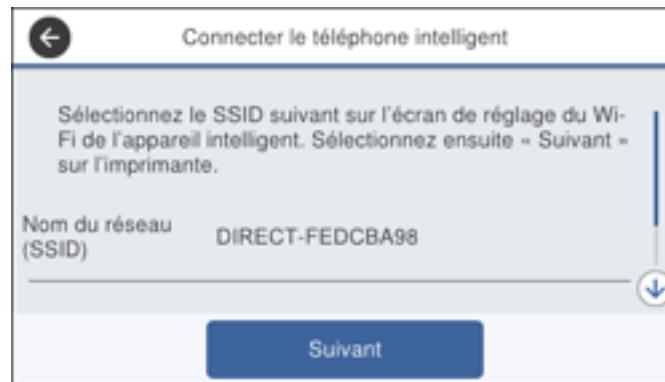 Connecter le téléphone intelligent
Sélectionnez le SSID suivant sur l'écran de réglage du Wi-
Fi de l'appareil intelligent. Sélectionnez ensuite « Suivant »
sur l'imprimante.
Nom du réseau
(SSID)
DIRECT-FEDCBA98
Suivant